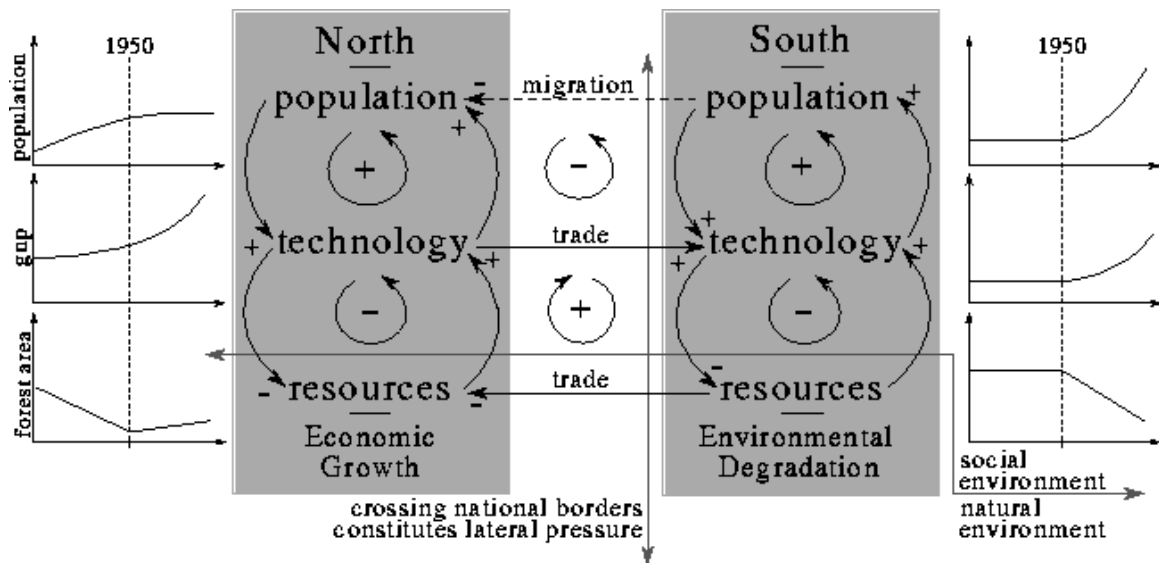 North
South
1950
1950
population
population
-
migration
population
+
+
+
-
+
gnp
technology
+
+
trade
+
technology
+
+
-
+
forest area
-
resources
-
trade
-
resources
Economic
Growth
Environmental
Degradation
crossing national borders
constitutes lateral pressure
social
environment
natural
environment